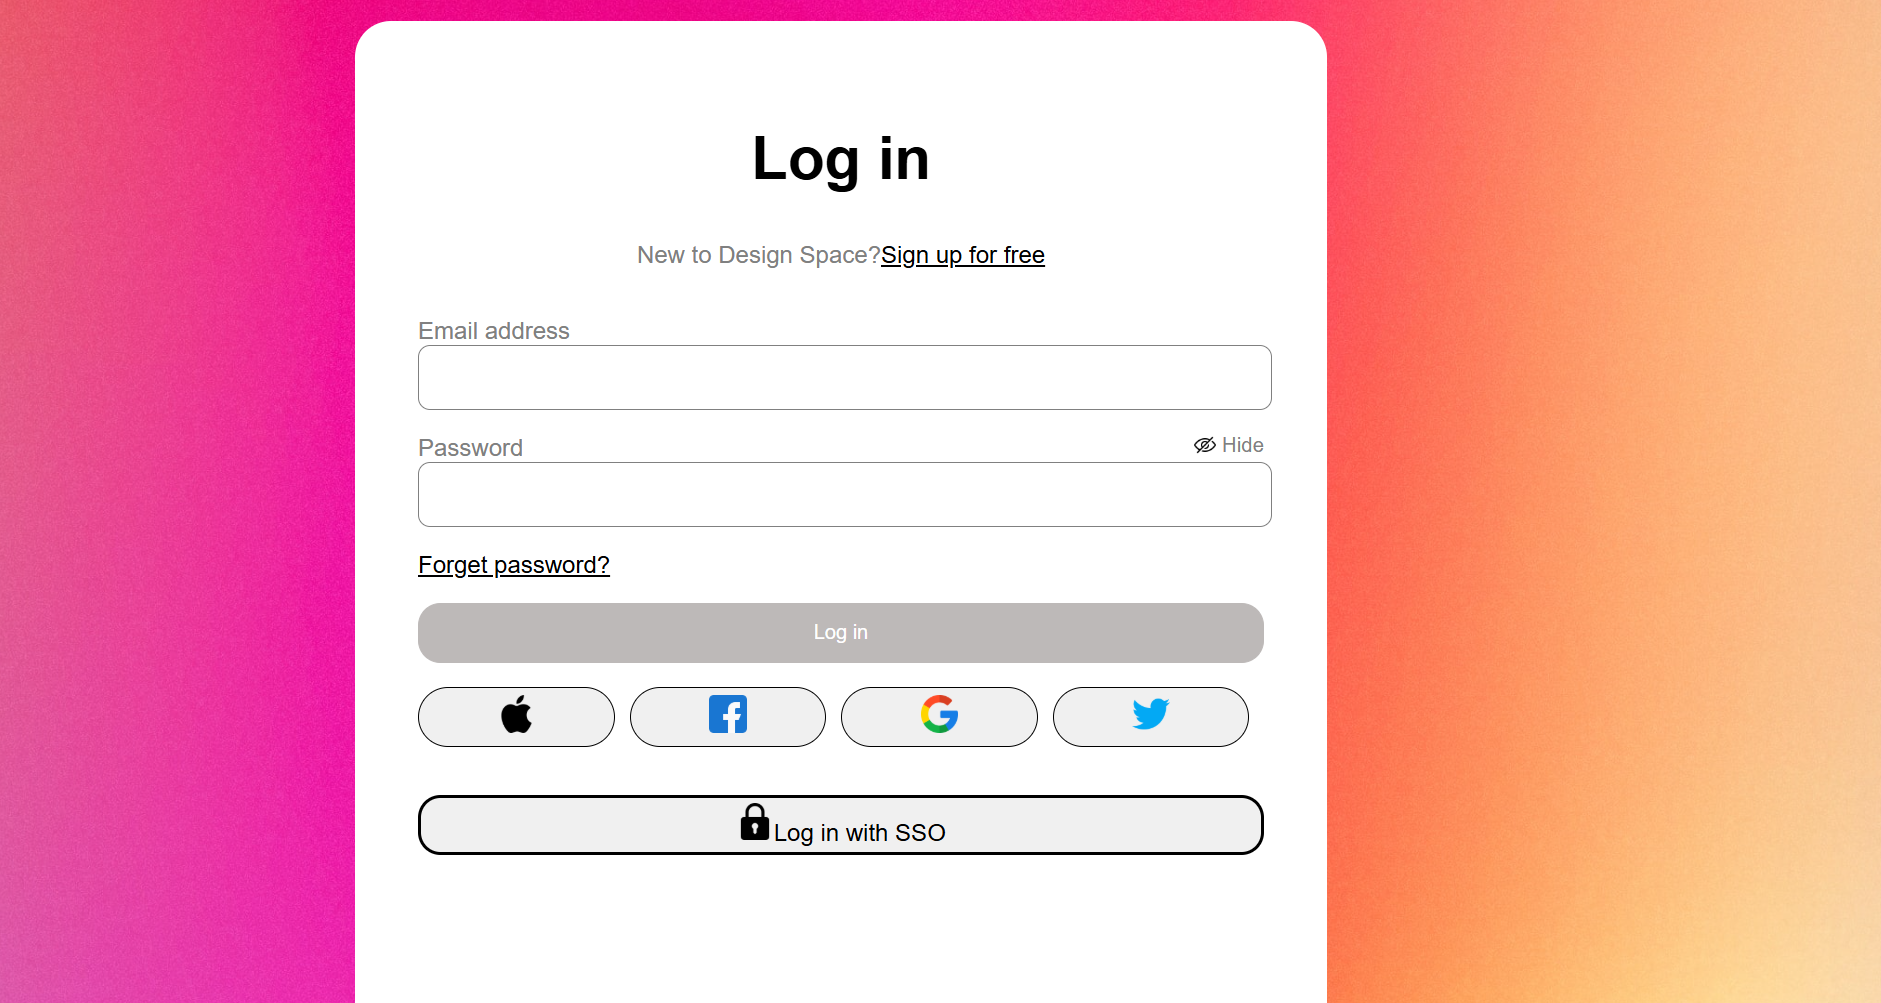 Log in
New to Design Space?Sign up for free
Email address
Password
Hide
Forget password?
Log in
Log in with SSO